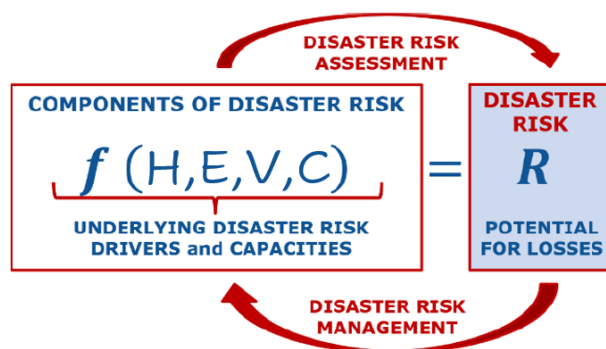 DISASTER RISK
ASSESSMENT
COMPONENTS OF DISASTER RISK
f (H,E,V,C)
UNDERLYING DISASTER RISK
DRIVERS and CAPACITIES
=
DISASTER
RISK
R
POTENTIAL
FOR LOSSES
DISASTER RISK
MANAGEMENT